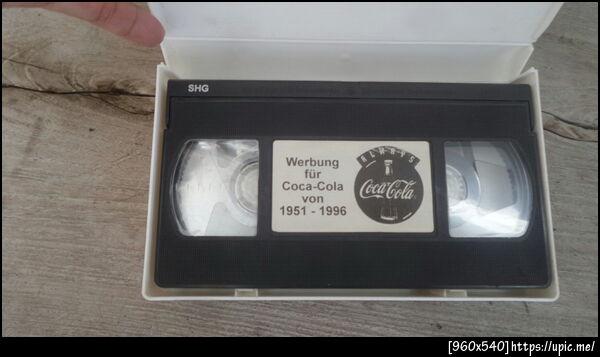 SHG
Werbung
für
Coca-Cola
von
1951 - 1996
ALWAYS
Coca-Cola
[960x540]https://upic.me/